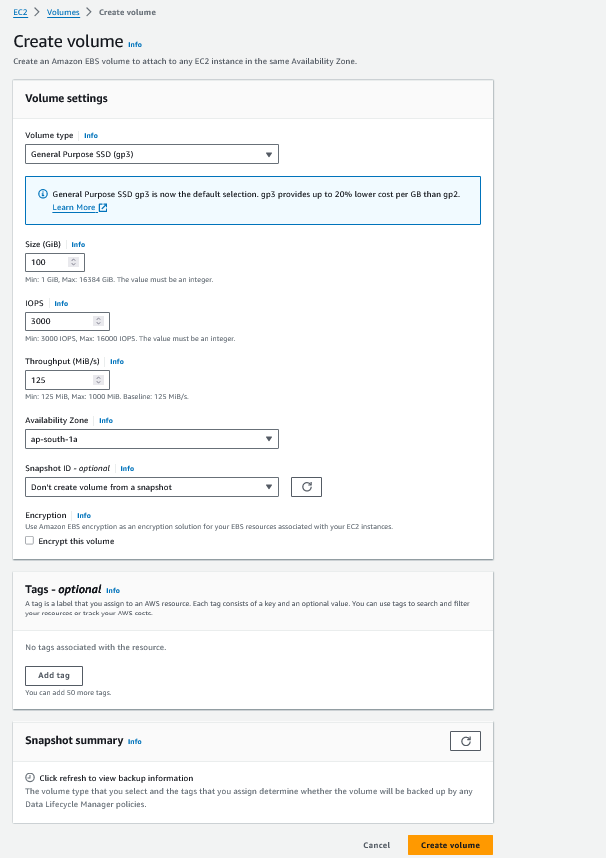 EC2 > Volumes > Create volume
Create volume Info
Create an Amazon EBS volume to attach to any EC2 instance in the same Availability Zone.
Volume settings
Volume type Info
General Purpose SSD (gp3)
General Purpose SSD gp3 is now the default selection. gp3 provides up to 20% lower cost per GB than gp2.
Learn More
Size (GiB) Info
100
Min: 1 GiB, Max: 16384 GiB. The value must be an integer.
IOPS Info
3000
Min: 3000 IOPS, Max: 16000 IOPS. The value must be an integer.
Throughput (MiB/s) Info
125
Min: 125 MiB, Max: 1000 MiB. Baseline: 125 MiB/s.
Availability Zone Info
ap-south-1a
Snapshot ID - optional Info
Don't create volume from a snapshot
Encryption Info
Use Amazon EBS encryption as an encryption solution for your EBS resources associated with your EC2 instances.
Encrypt this volume
Tags - optional Info
A tag is a label that you assign to an AWS resource. Each tag consists of a key and an optional value. You can use tags to search and filter
your resources or track your AWS costs.
No tags associated with the resource.
Add tag
You can add 50 more tags.
Snapshot summary Info
Click refresh to view backup information
The volume type that you select and the tags that you assign determine whether the volume will be backed up by any
Data Lifecycle Manager policies.
Cancel Create volume